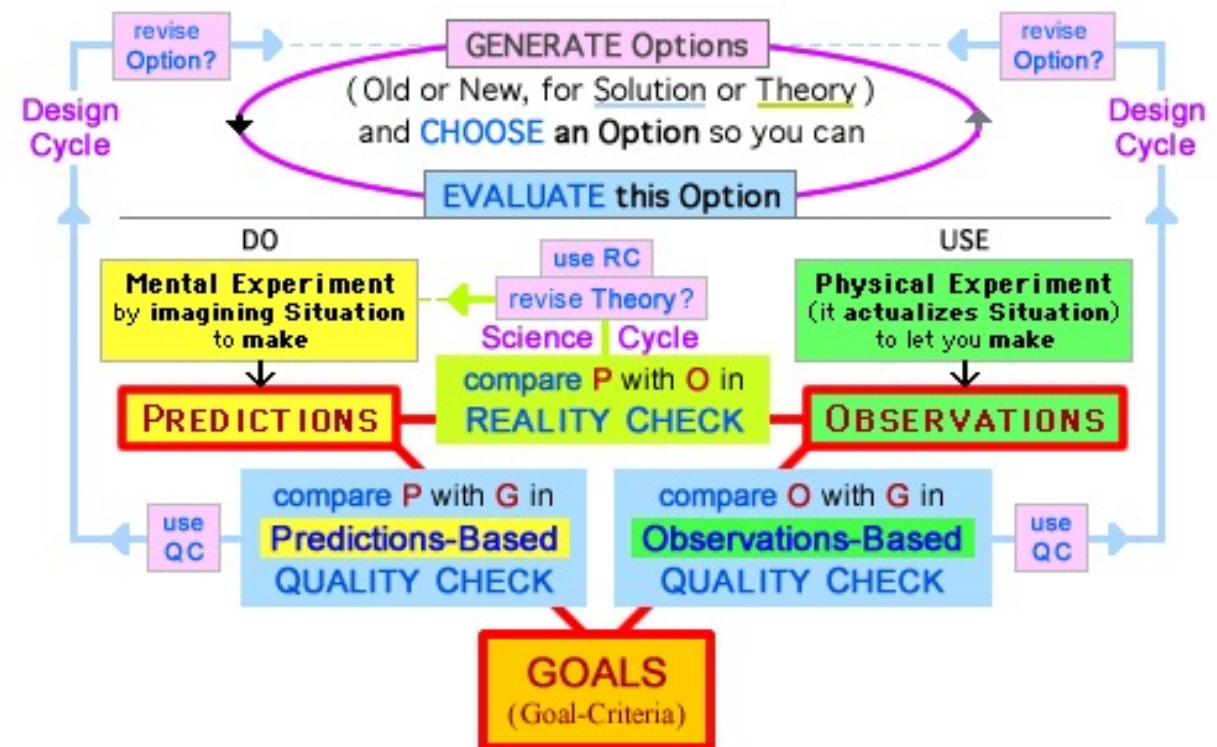 revise
Option?
GENERATE Options
revise
Option?
(Old or New, for Solution or Theory)
and CHOOSE an Option so you can
Design
Cycle
Design
Cycle
EVALUATE this Option
DO
USE
Mental Experiment
by imagining Situation
to make
use RC
revise Theory?
Science Cycle
Physical Experiment
(it actualizes Situation)
to let you make
compare P with O in
REALITY CHECK
PREDICTIONS
OBSERVATIONS
compare P with G in
Predictions-Based
QUALITY CHECK
compare O with G in
Observations-Based
QUALITY CHECK
use
QC
use
QC
GOALS
(Goal-Criteria)